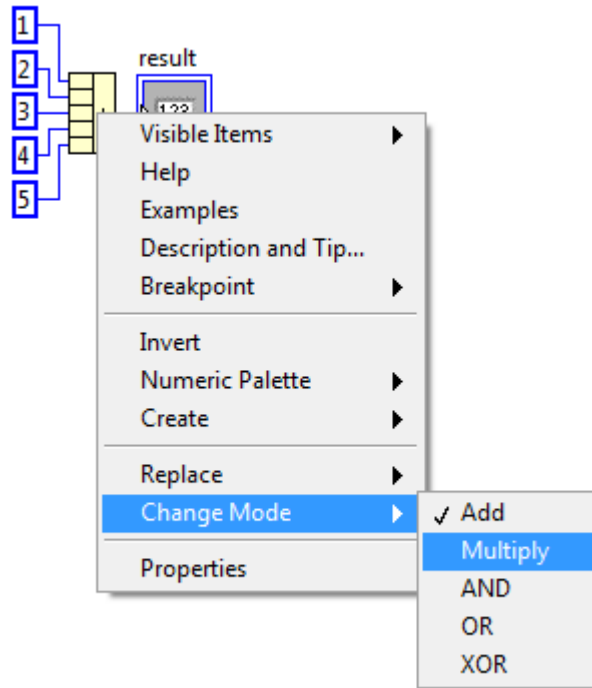 1
2
3
4
5
result
123
Visible Items
Help
Examples
Description and Tip...
Breakpoint
Invert
Numeric Palette
Create
Replace
Change Mode
Properties
Add
Multiply
AND
OR
XOR